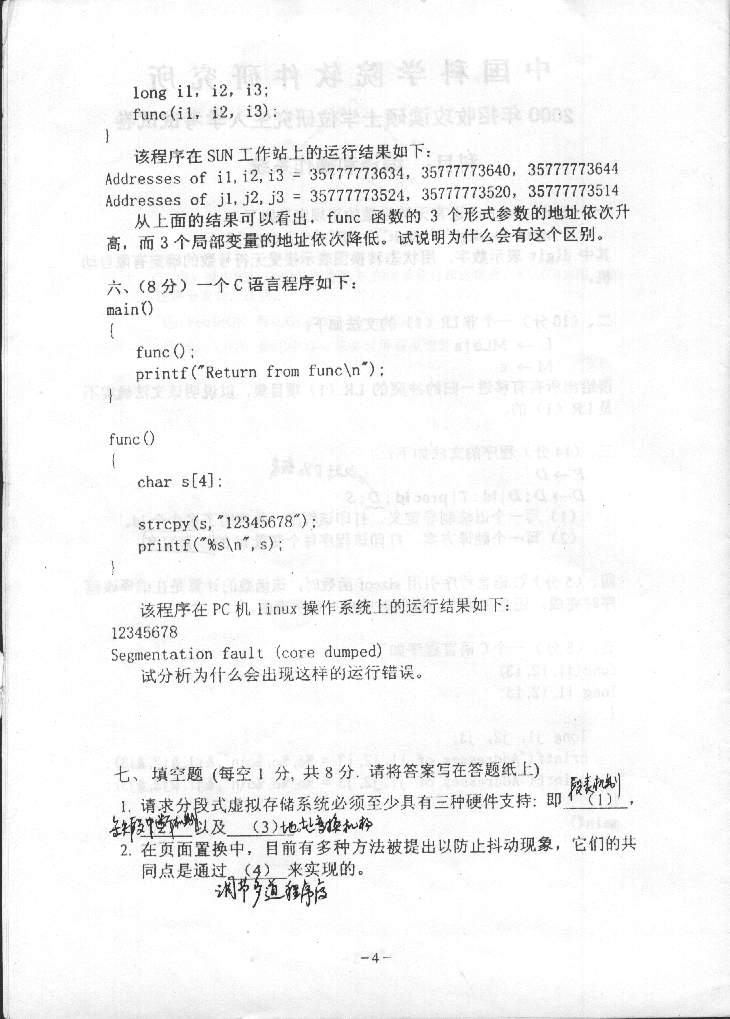 long i1, i2, i3;
func(i1, i2, i3);
}
该程序在 SUN 工作站上的运行结果如下:
Addresses of i1,i2,i3 = 35777773634, 35777773640, 35777773644
Addresses of j1,j2,j3 = 35777773524, 35777773520, 35777773514
从上面的结果可以看出, func 函数的 3 个形式参数的地址依次升
高, 而 3 个局部变量的地址依次降低。试说明为什么会有这个区别。
六、(8 分) 一个 C 语言程序如下:
main()
{
func();
printf("Return from func\n");
}
func()
{
char s[4];
strcpy(s,"12345678");
printf("%s\n",s);
}
该程序在 PC 机 linux 操作系统上的运行结果如下:
12345678
Segmentation fault (core dumped)
试分析为什么会出现这样的运行错误。
七、 填空题 (每空 1 分, 共 8 分. 请将答案写在答题纸上)
段表机制
1. 请求分段式虚拟存储系统必须至少具有三种硬件支持: 即 (1) ,
缺段中断机制 以及 (3) 地址变换机构
2. 在页面置换中, 目前有多种方法被提出以防止抖动现象, 它们的共
同点是通过 (4) 来实现的。
调节多道程序度
-4-